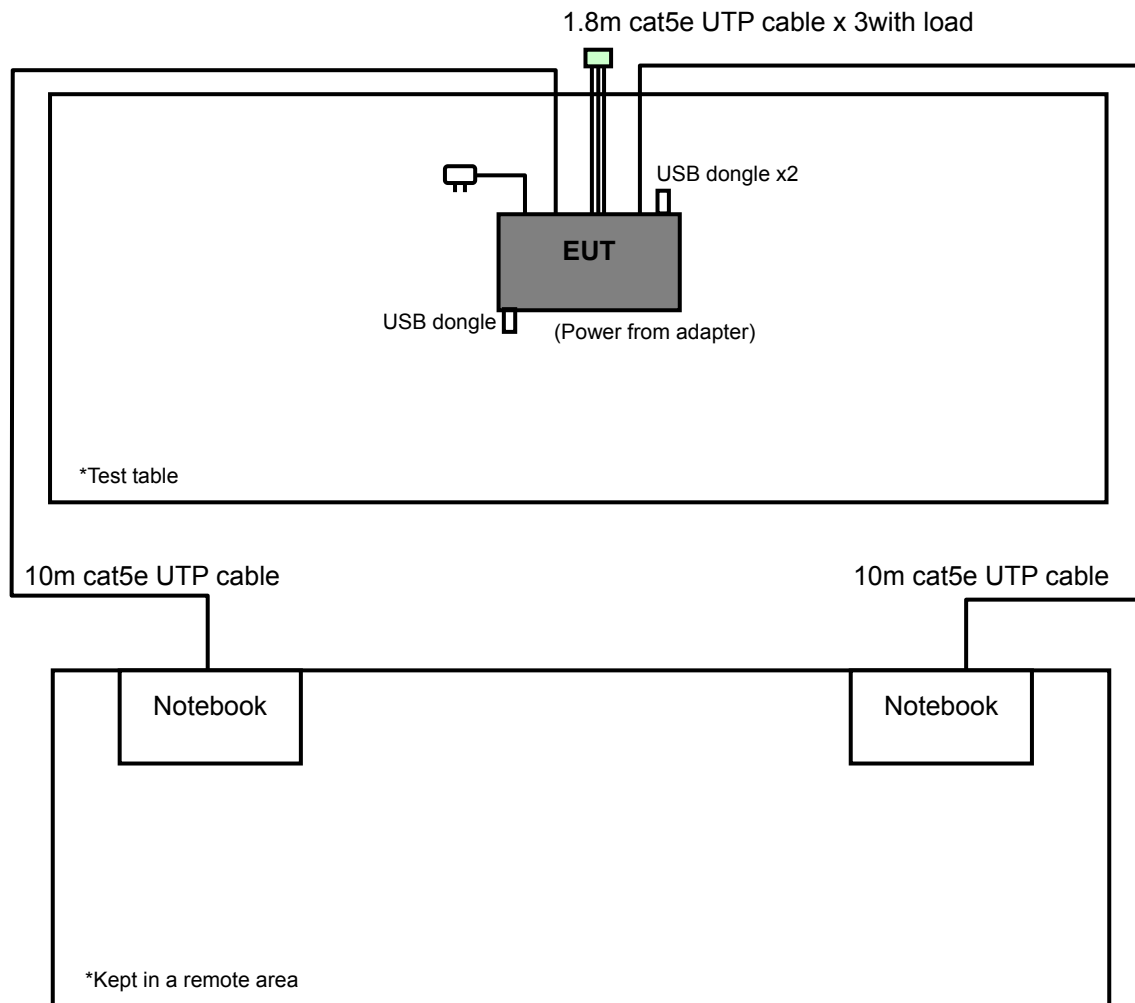 1.8m cat5e UTP cable x 3with load
USB dongle x2
EUT
USB dongle
(Power from adapter)
*Test table
10m cat5e UTP cable
10m cat5e UTP cable
Notebook
Notebook
*Kept in a remote area